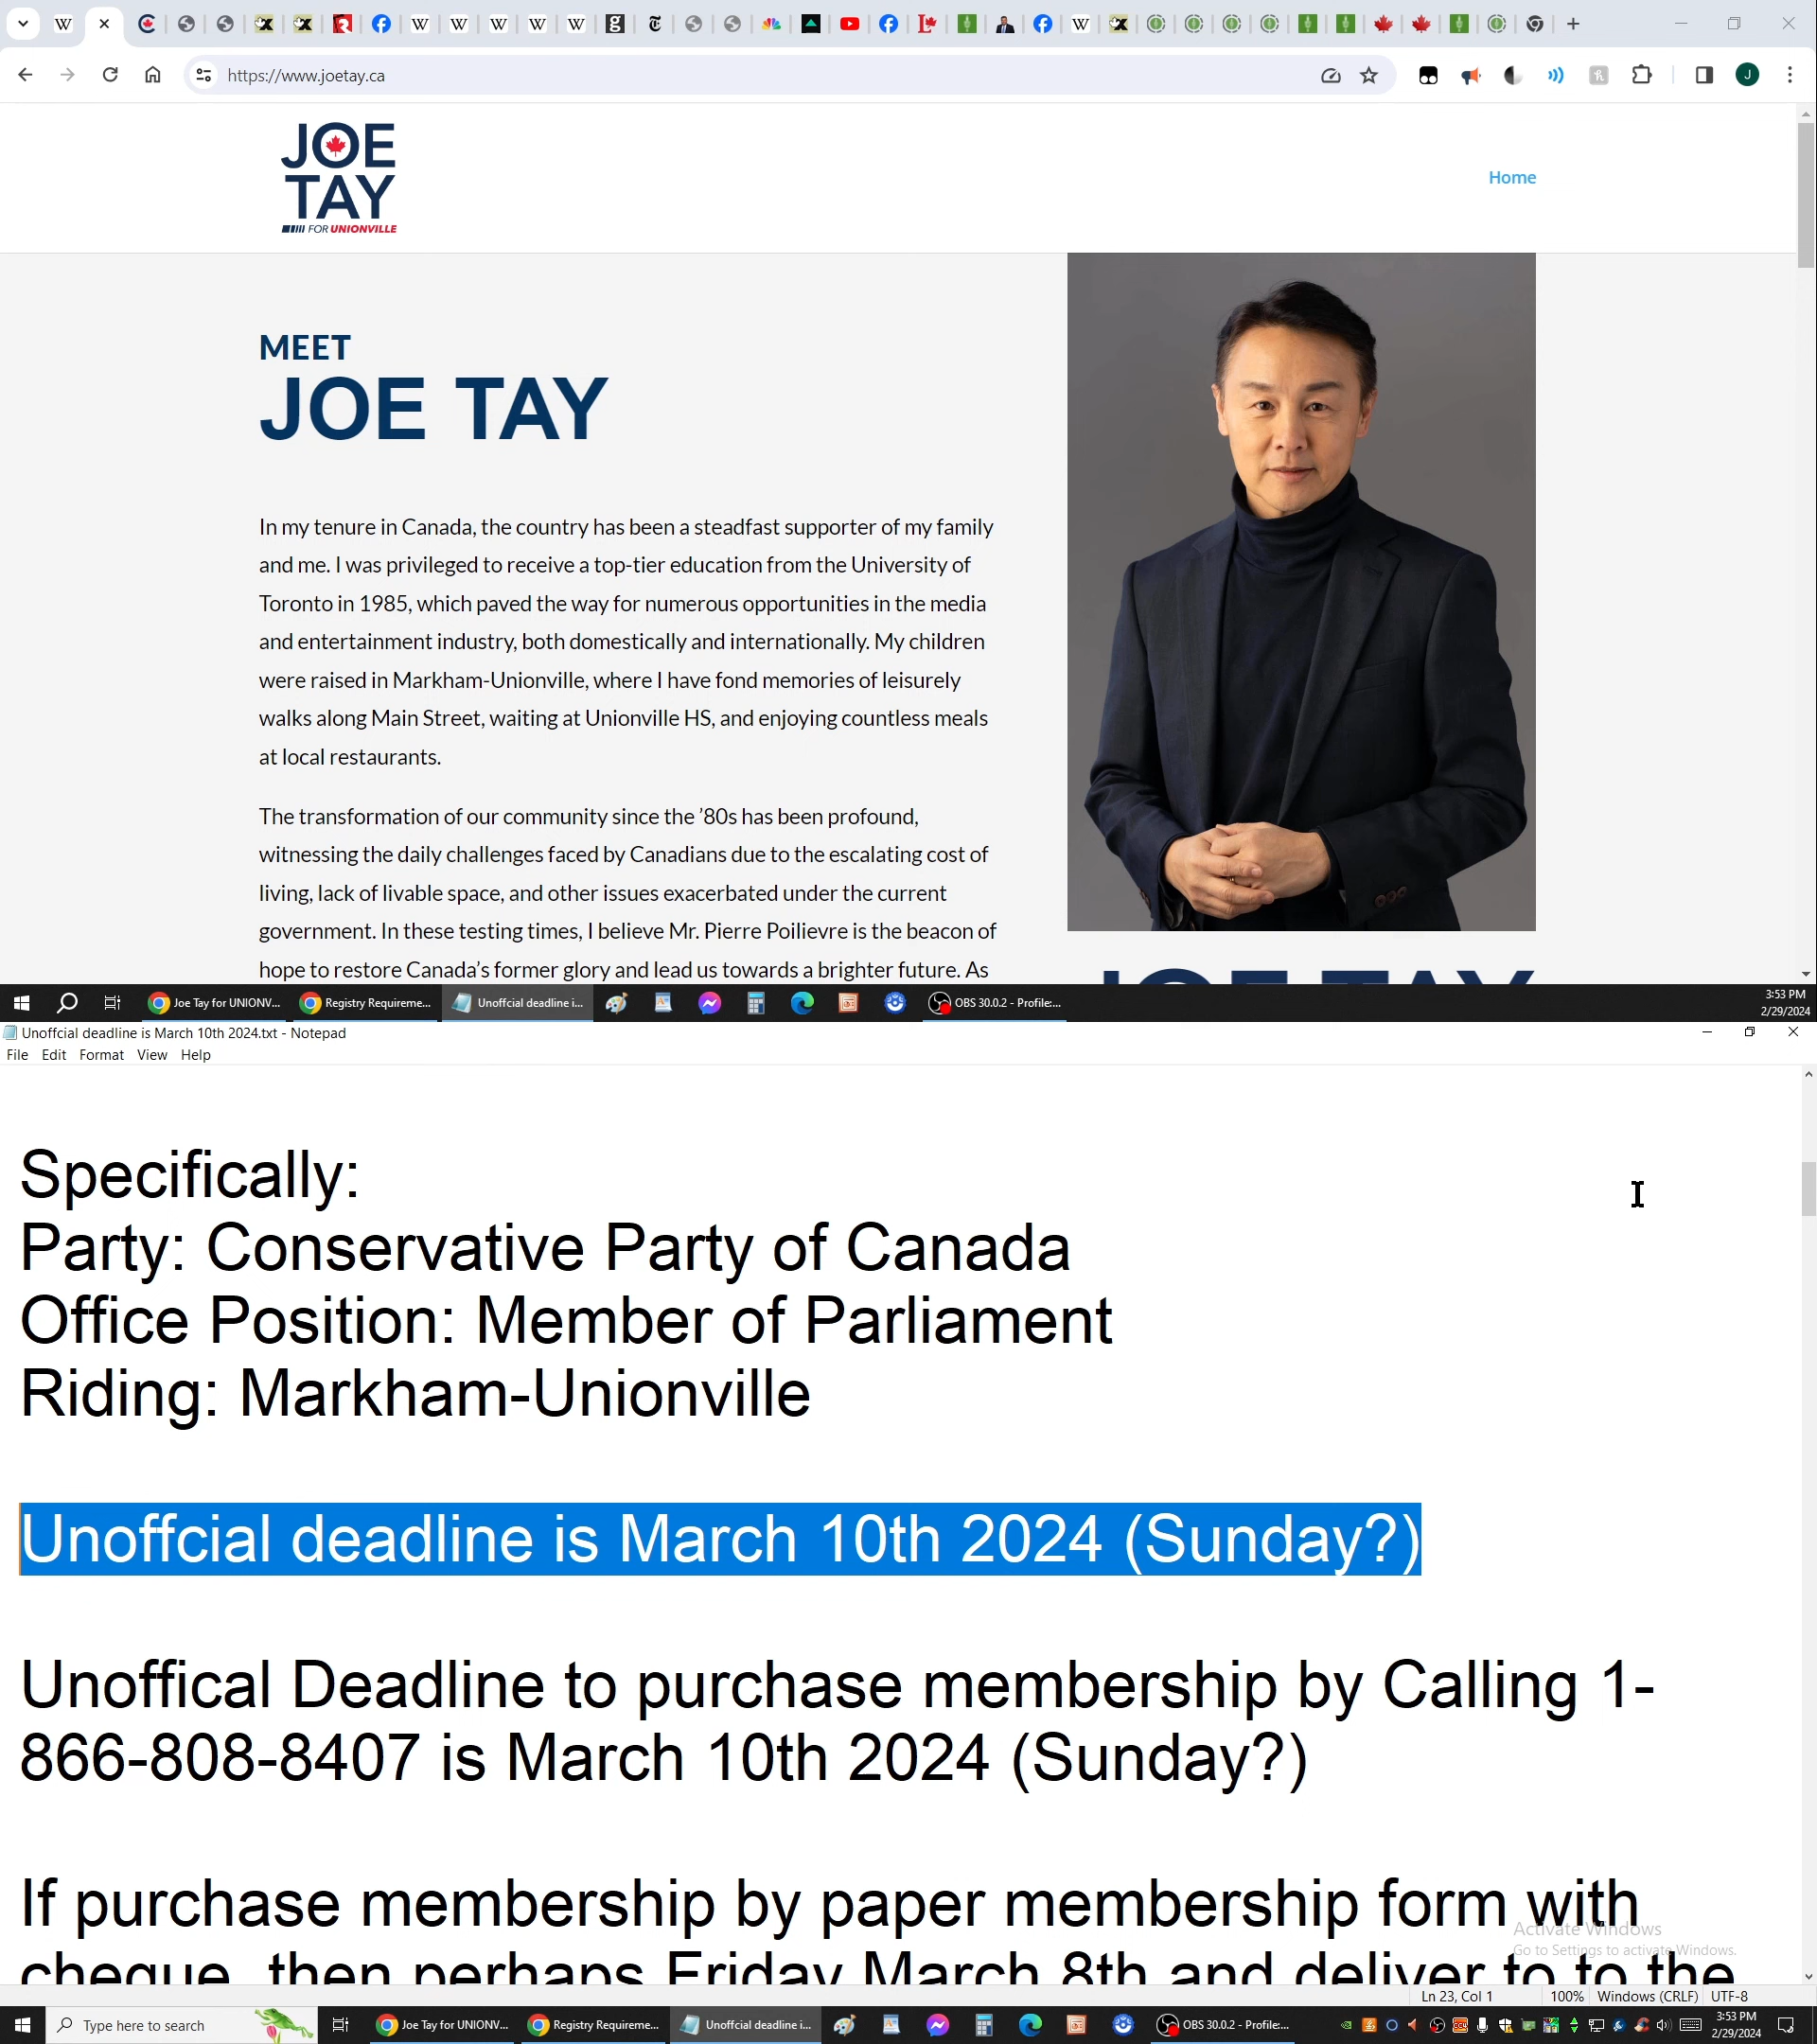 https://www.joetay.ca
J
JOE
TAY
FOR UNIONVILLE
Home
MEET
JOE TAY
In my tenure in Canada, the country has been a steadfast supporter of my family
and me. I was privileged to receive a top-tier education from the University of
Toronto in 1985, which paved the way for numerous opportunities in the media
and entertainment industry, both domestically and internationally. My children
were raised in Markham-Unionville, where I have fond memories of leisurely
walks along Main Street, waiting at Unionville HS, and enjoying countless meals
at local restaurants.
The transformation of our community since the ’80s has been profound,
witnessing the daily challenges faced by Canadians due to the escalating cost of
living, lack of livable space, and other issues exacerbated under the current
government. In these testing times, I believe Mr. Pierre Poilievre is the beacon of
hope to restore Canada’s former glory and lead us towards a brighter future. As
JOE TAY
Joe Tay for UNIONV... Registry Requireme... Unoffcial deadline i... OBS 30.0.2 - Profile:...
3:53 PM
2/29/2024
Unoffcial deadline is March 10th 2024.txt - Notepad
File Edit Format View Help
Specifically:
Party: Conservative Party of Canada
Office Position: Member of Parliament
Riding: Markham-Unionville
Unoffcial deadline is March 10th 2024 (Sunday?)
Unoffical Deadline to purchase membership by Calling 1-
866-808-8407 is March 10th 2024 (Sunday?)
If purchase membership by paper membership form with
cheque, then perhaps Friday March 8th and deliver to to the
Activate Windows
Go to Settings to activate Windows.
Ln 23, Col 1 100% Windows (CRLF) UTF-8
Type here to search Joe Tay for UNIONV... Registry Requireme... Unoffcial deadline i... OBS 30.0.2 - Profile:...
3:53 PM
2/29/2024